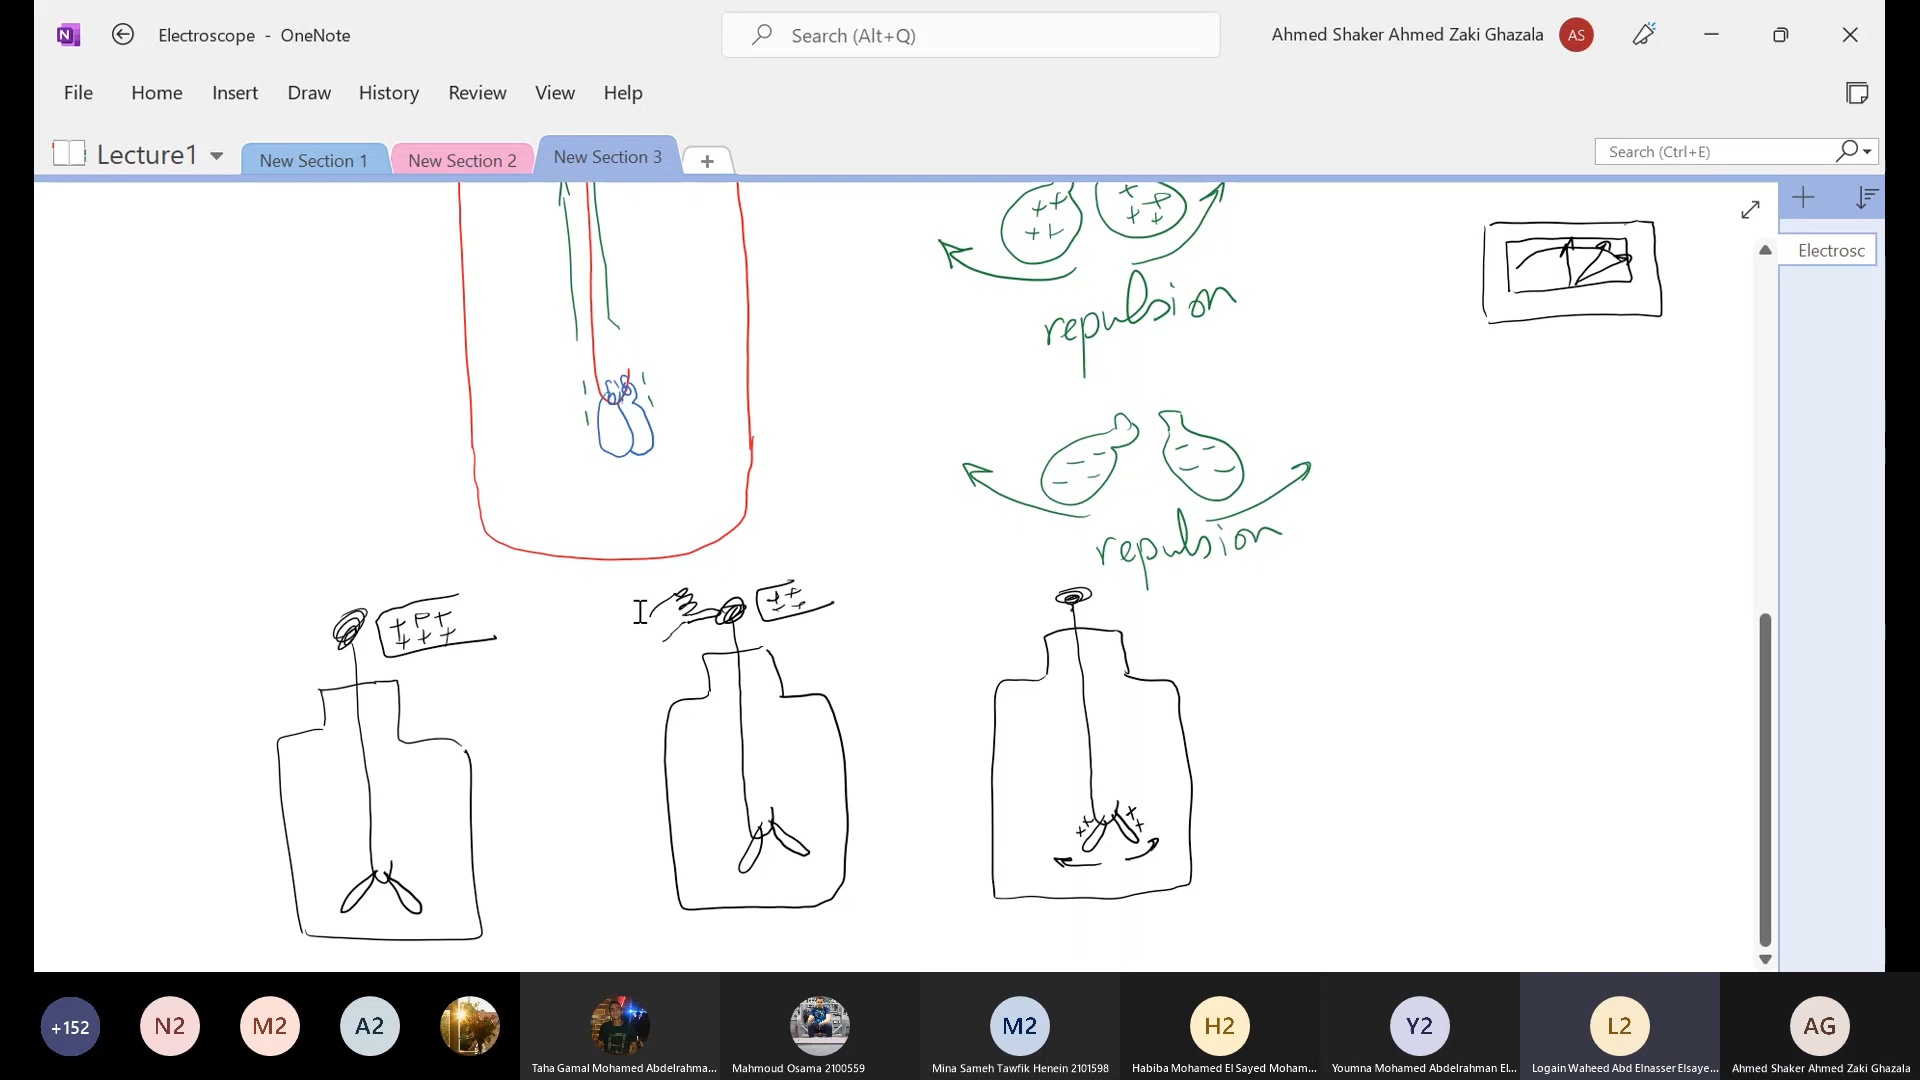 Electroscope - OneNote
Search (Alt+Q)
Ahmed Shaker Ahmed Zaki Ghazala
AS
File Home Insert Draw History Review View Help
Lecture1
New Section 1
New Section 2
New Section 3
+
Search (Ctrl+E)
Electrosc
repulsion
repulsion
+152
N2
M2
A2
Taha Gamal Mohamed Abdelrahma...
Mahmoud Osama 2100559
M2
Mina Sameh Tawfik Henein 2101598
H2
Habiba Mohamed El Sayed Moham...
Y2
Youmna Mohamed Abdelrahman El...
L2
Logain Waheed Abd Elnasser Elsaye...
AG
Ahmed Shaker Ahmed Zaki Ghazala